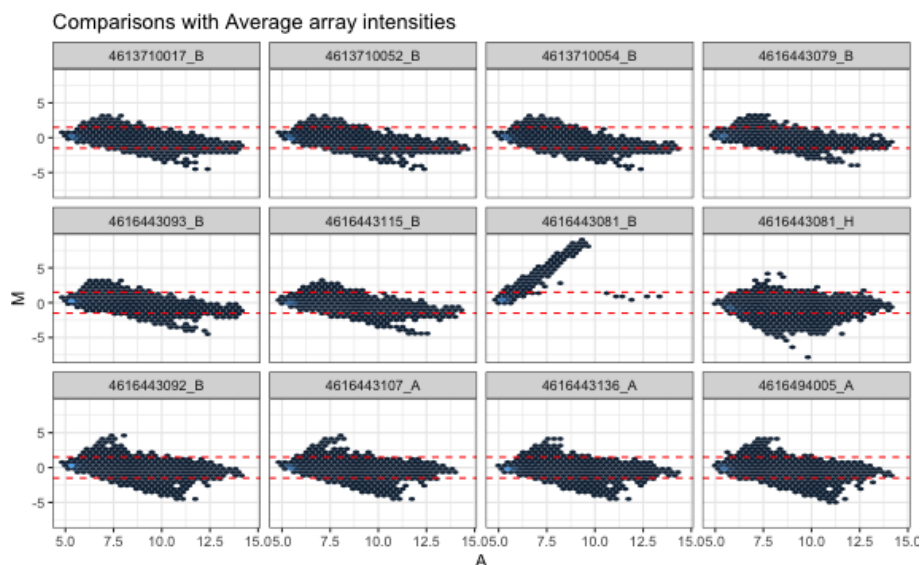 Comparisons with Average array intensities
4613710017_B 4613710052_B 4613710054_B 4616443079_B
5
0
-5
4616443093_B 4616443115_B 4616443081_B 4616443081_H
5
0
-5
M
4616443092_B 4616443107_A 4616443136_A 4616494005_A
5
0
-5
5.0 7.5 10.0 12.5 15.05.0 7.5 10.0 12.5 15.05.0 7.5 10.0 12.5 15.05.0 7.5 10.0 12.5 15.0
A